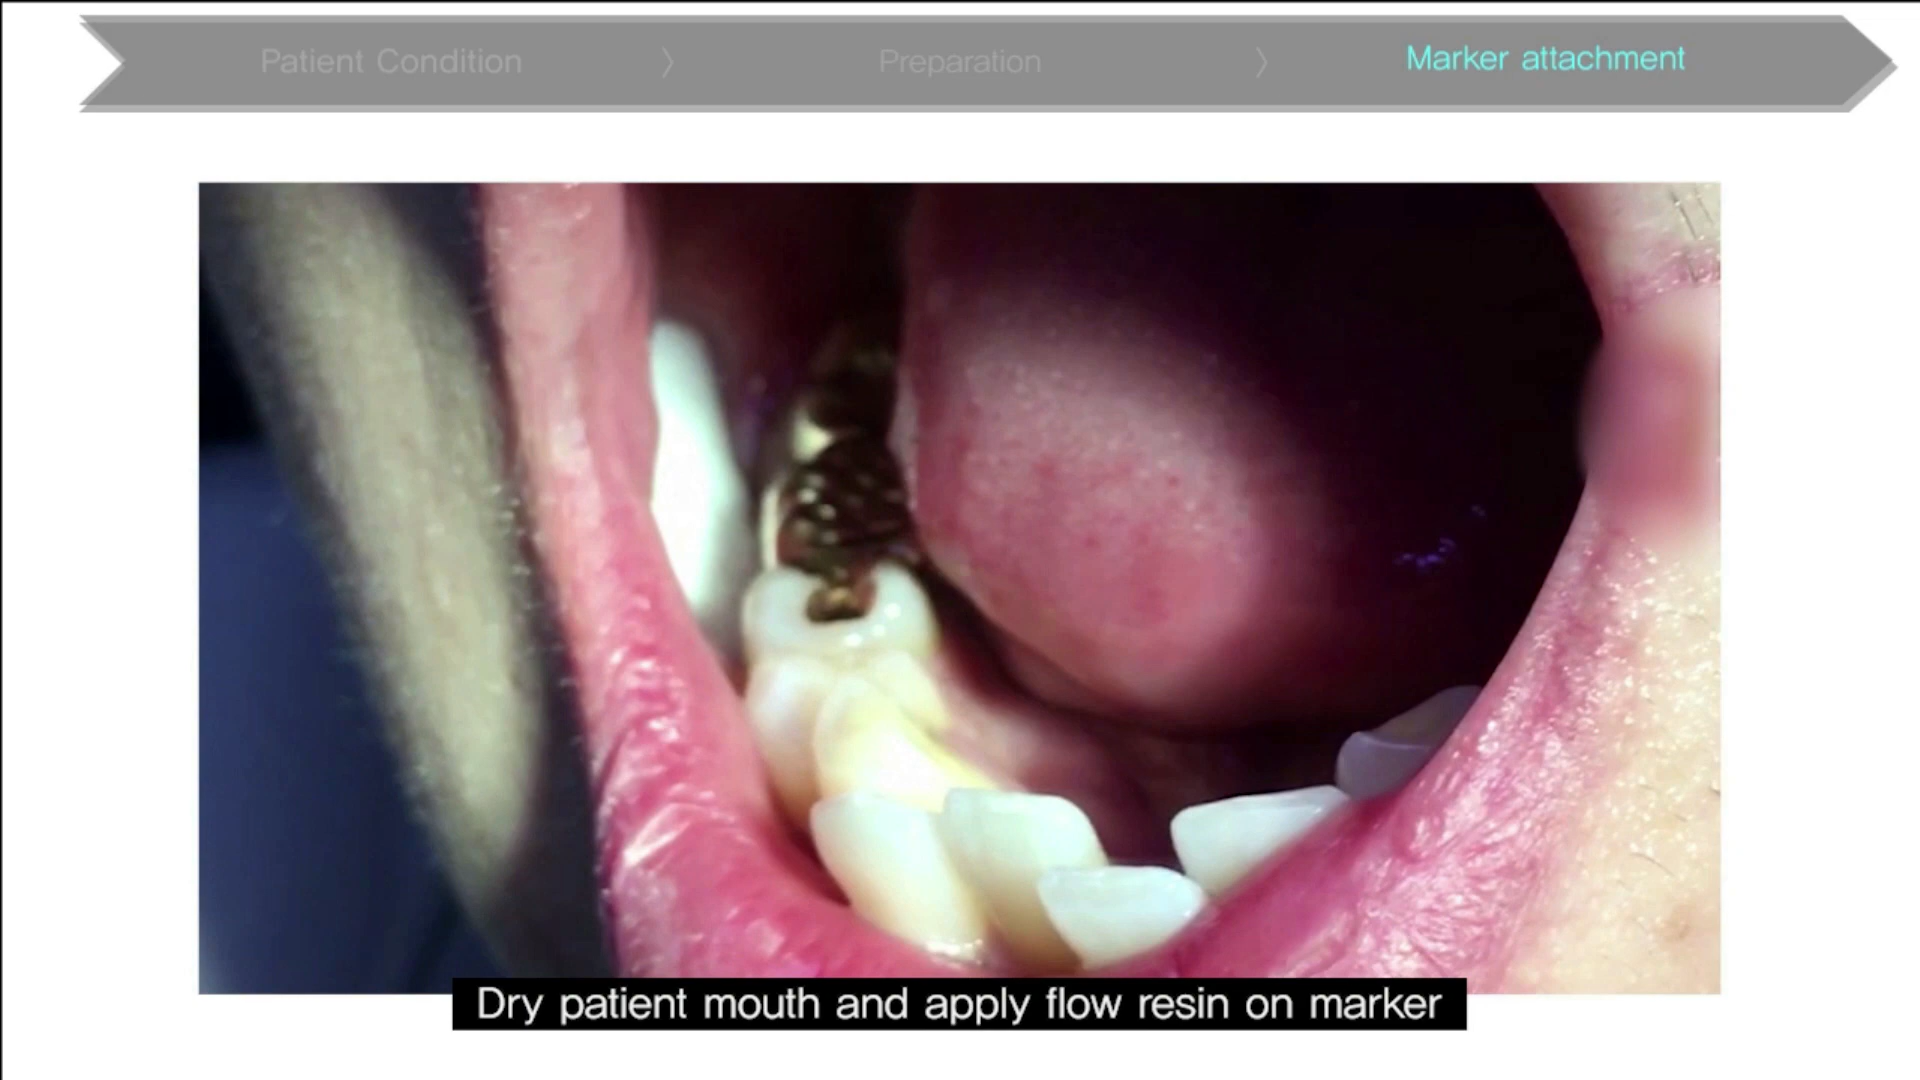 Patient Condition 〉 Preparation 〉 Marker attachment
Dry patient mouth and apply flow resin on marker